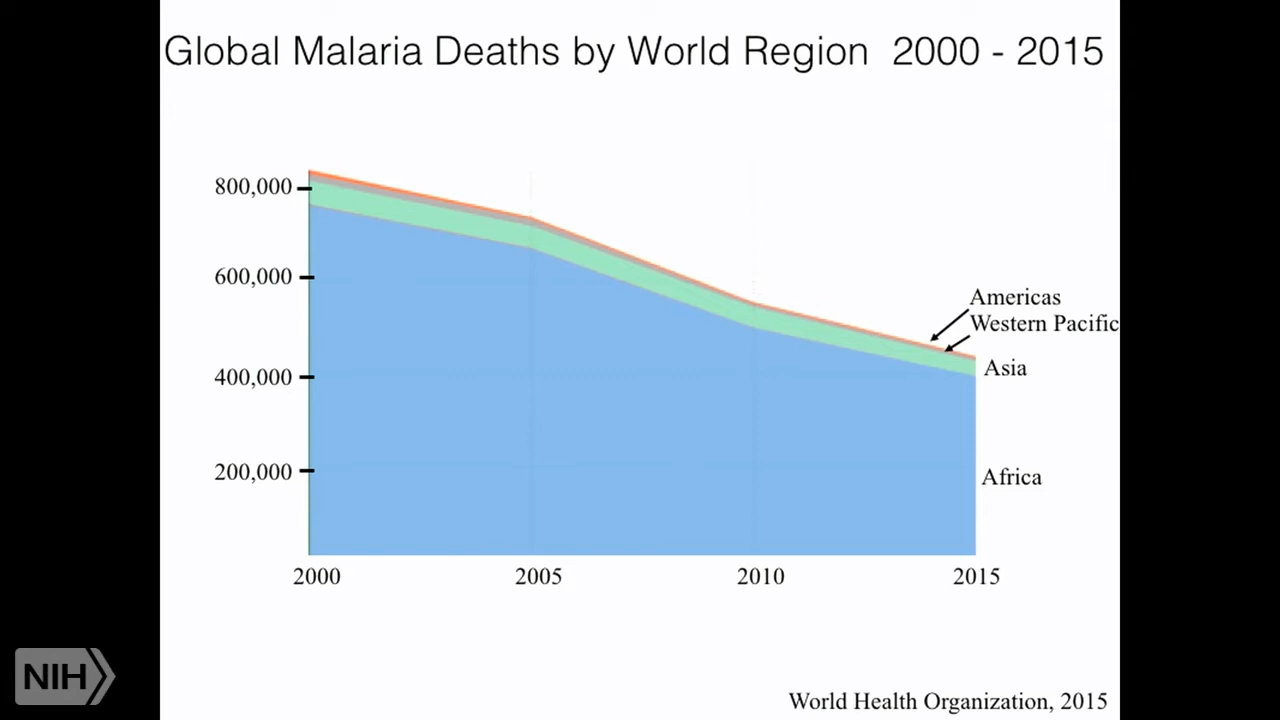 Global Malaria Deaths by World Region 2000 - 2015
800,000
600,000
400,000
200,000
Americas
Western Pacific
Asia
Africa
2000 2005 2010 2015
NIH
World Health Organization, 2015